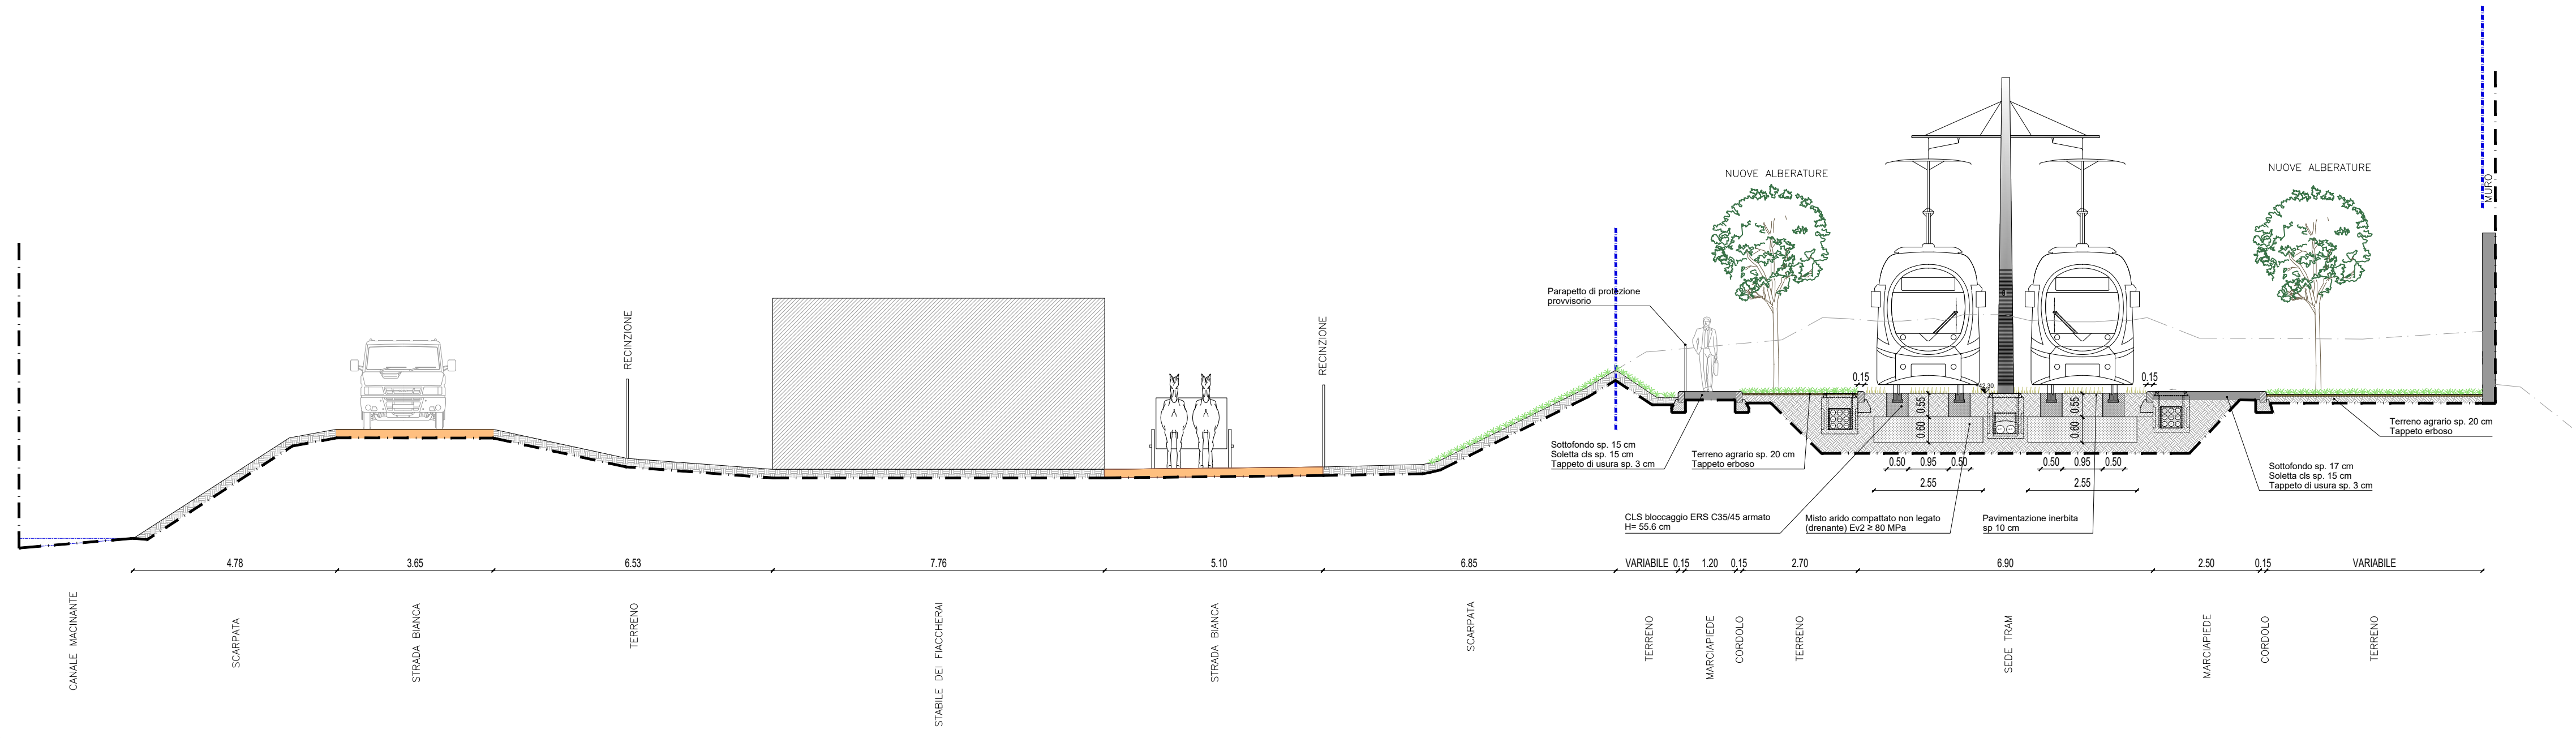 NUOVE ALBERATURE
NUOVE ALBERATURE
MURO
Parapetto di protezione
provvisorio
RECINZIONE
RECINZIONE
0.15
0.15
0.55
0.60
0.55
0.60
Sottofondo sp. 15 cm
Soletta cls sp. 15 cm
Tappeto di usura sp. 3 cm
Terreno agrario sp. 20 cm
Tappeto erboso
Terreno agrario sp. 20 cm
Tappeto erboso
0.50 0.95 0.50
0.50 0.95 0.50
2.55
2.55
Sottofondo sp. 17 cm
Soletta cls sp. 15 cm
Tappeto di usura sp. 3 cm
CLS bloccaggio ERS C35/45 armato
H= 55.6 cm
Misto arido compattato non legato
(drenante) Ev2 ≥ 80 MPa
Pavimentazione inerbita
sp 10 cm
4.78 3.65 6.53 7.76 5.10 6.85 VARIABILE 0.15 1.20 0.15 2.70 6.90 2.50 0.15 VARIABILE
CANALE MACINANTE
SCARPATA
STRADA BIANCA
TERRENO
STABILE DEI FIACCHERAI
STRADA BIANCA
SCARPATA
TERRENO
MARCIAPIEDE
CORDOLO
TERRENO
SEDE TRAM
MARCIAPIEDE
CORDOLO
TERRENO